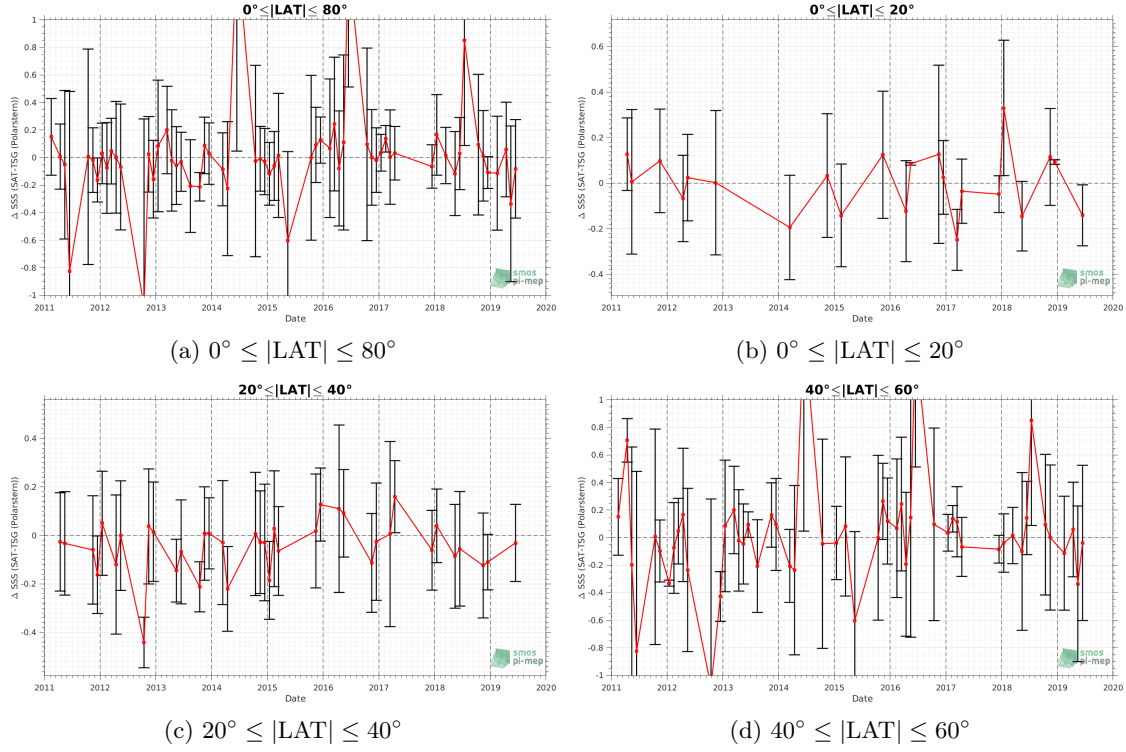 0°≤|LAT|≤ 80°
Δ SSS (SAT-TSG (Polarstern))
1
0.8
0.6
0.4
0.2
0
-0.2
-0.4
-0.6
-0.8
-1
2011 2012 2013 2014 2015 2016 2017 2018 2019 2020
Date
smos
pi-mep
(a) 0° ≤ |LAT| ≤ 80°
0°≤|LAT|≤ 20°
Δ SSS (SAT-TSG (Polarstern))
0.6
0.4
0.2
0
-0.2
-0.4
2011 2012 2013 2014 2015 2016 2017 2018 2019 2020
Date
smos
pi-mep
(b) 0° ≤ |LAT| ≤ 20°
20°≤|LAT|≤ 40°
Δ SSS (SAT-TSG (Polarstern))
0.4
0.2
0
-0.2
-0.4
2011 2012 2013 2014 2015 2016 2017 2018 2019 2020
Date
smos
pi-mep
(c) 20° ≤ |LAT| ≤ 40°
40°≤|LAT|≤ 60°
Δ SSS (SAT-TSG (Polarstern))
1
0.8
0.6
0.4
0.2
0
-0.2
-0.4
-0.6
-0.8
-1
2011 2012 2013 2014 2015 2016 2017 2018 2019 2020
Date
smos
pi-mep
(d) 40° ≤ |LAT| ≤ 60°